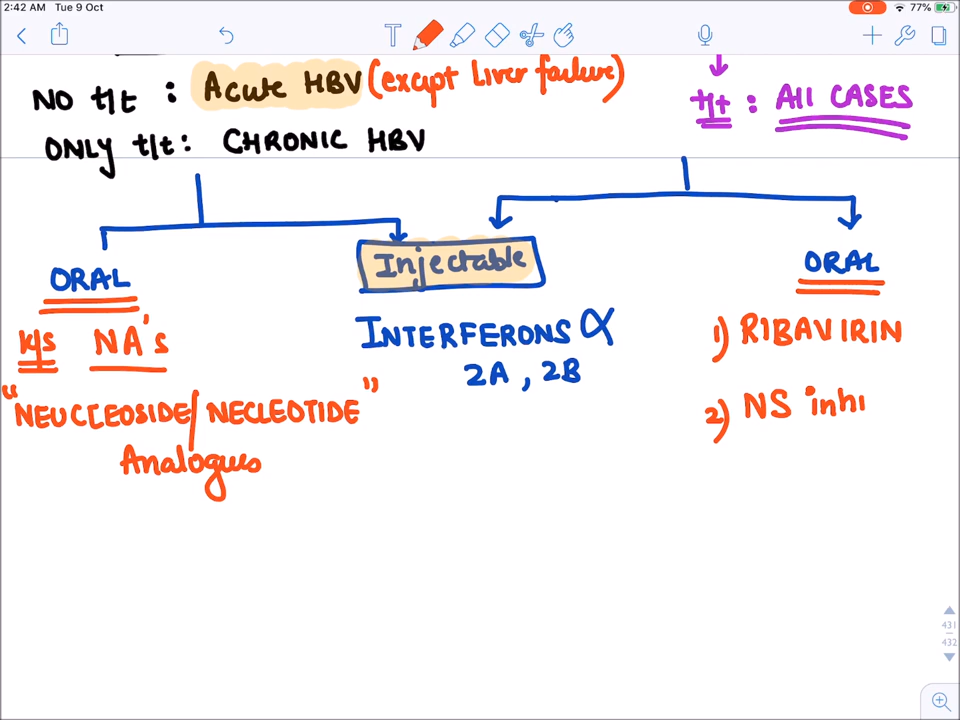 2:42 AM Tue 9 Oct
77%
NO t/t : Acute HBV (except Liver failure)
ONLY t/t : CHRONIC HBV
t/t : All CASES
ORAL
K/s NA's
"NEUCLEOSIDE/NECLEOTIDE"
Analogues
Injectable
INTERFERONS α
2A , 2B
ORAL
1) RIBAVIRIN
2) NS inhi
431
432